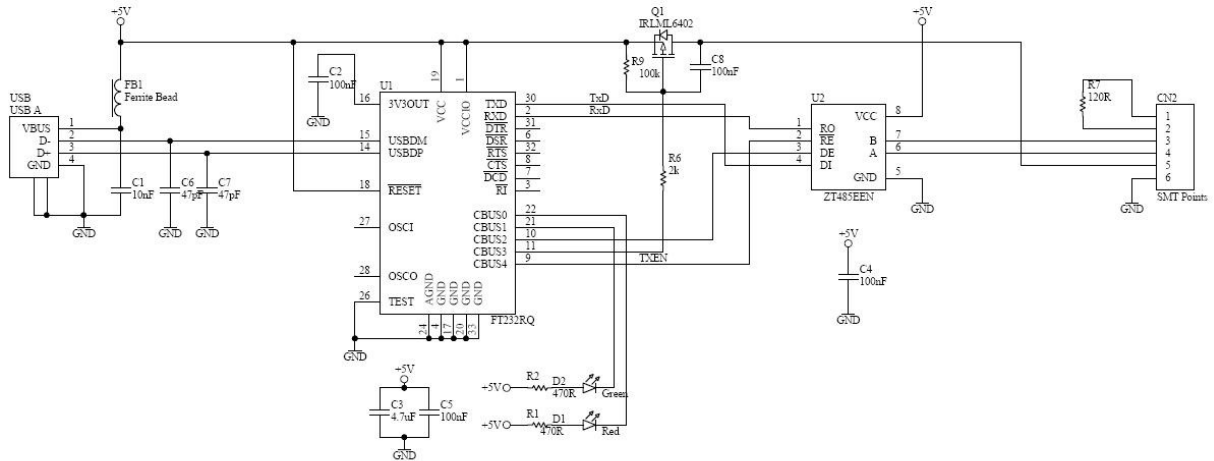 +5V
Q1
IRLML6402
+5V
R9
100k
C8
100nF
FB1
Ferrite Bead
C2
100nF
GND
U1
19
1
VCC
VCCIO
16
3V3OUT
TXD
30
TxD
RXD
2
RxD
DTR
31
DSR
6
RTS
32
CTS
8
DCD
7
RI
3
USB
USB A
VBUS
1
D-
2
D+
3
GND
4
15
USBDM
14
USBDP
18
RESET
27
OSCI
28
OSCO
26
TEST
C1
10nF
C6
47pF
C7
47pF
GND
GND
GND
CBUS0
22
CBUS1
21
CBUS2
10
CBUS3
11
CBUS4
9
TXEN
AGND
GND
GND
GND
GND
24
4
17
20
33
FT232RQ
GND
R6
2k
U2
1
RO
2
RE
3
DE
4
DI
VCC
8
B
7
A
6
GND
5
ZT485EEN
GND
R7
120R
CN2
1
2
3
4
5
6
SMT Points
GND
+5V
C4
100nF
GND
+5V
C3
4.7uF
C5
100nF
GND
+5V
R2
470R
D2
Green
+5V
R1
470R
D1
Red